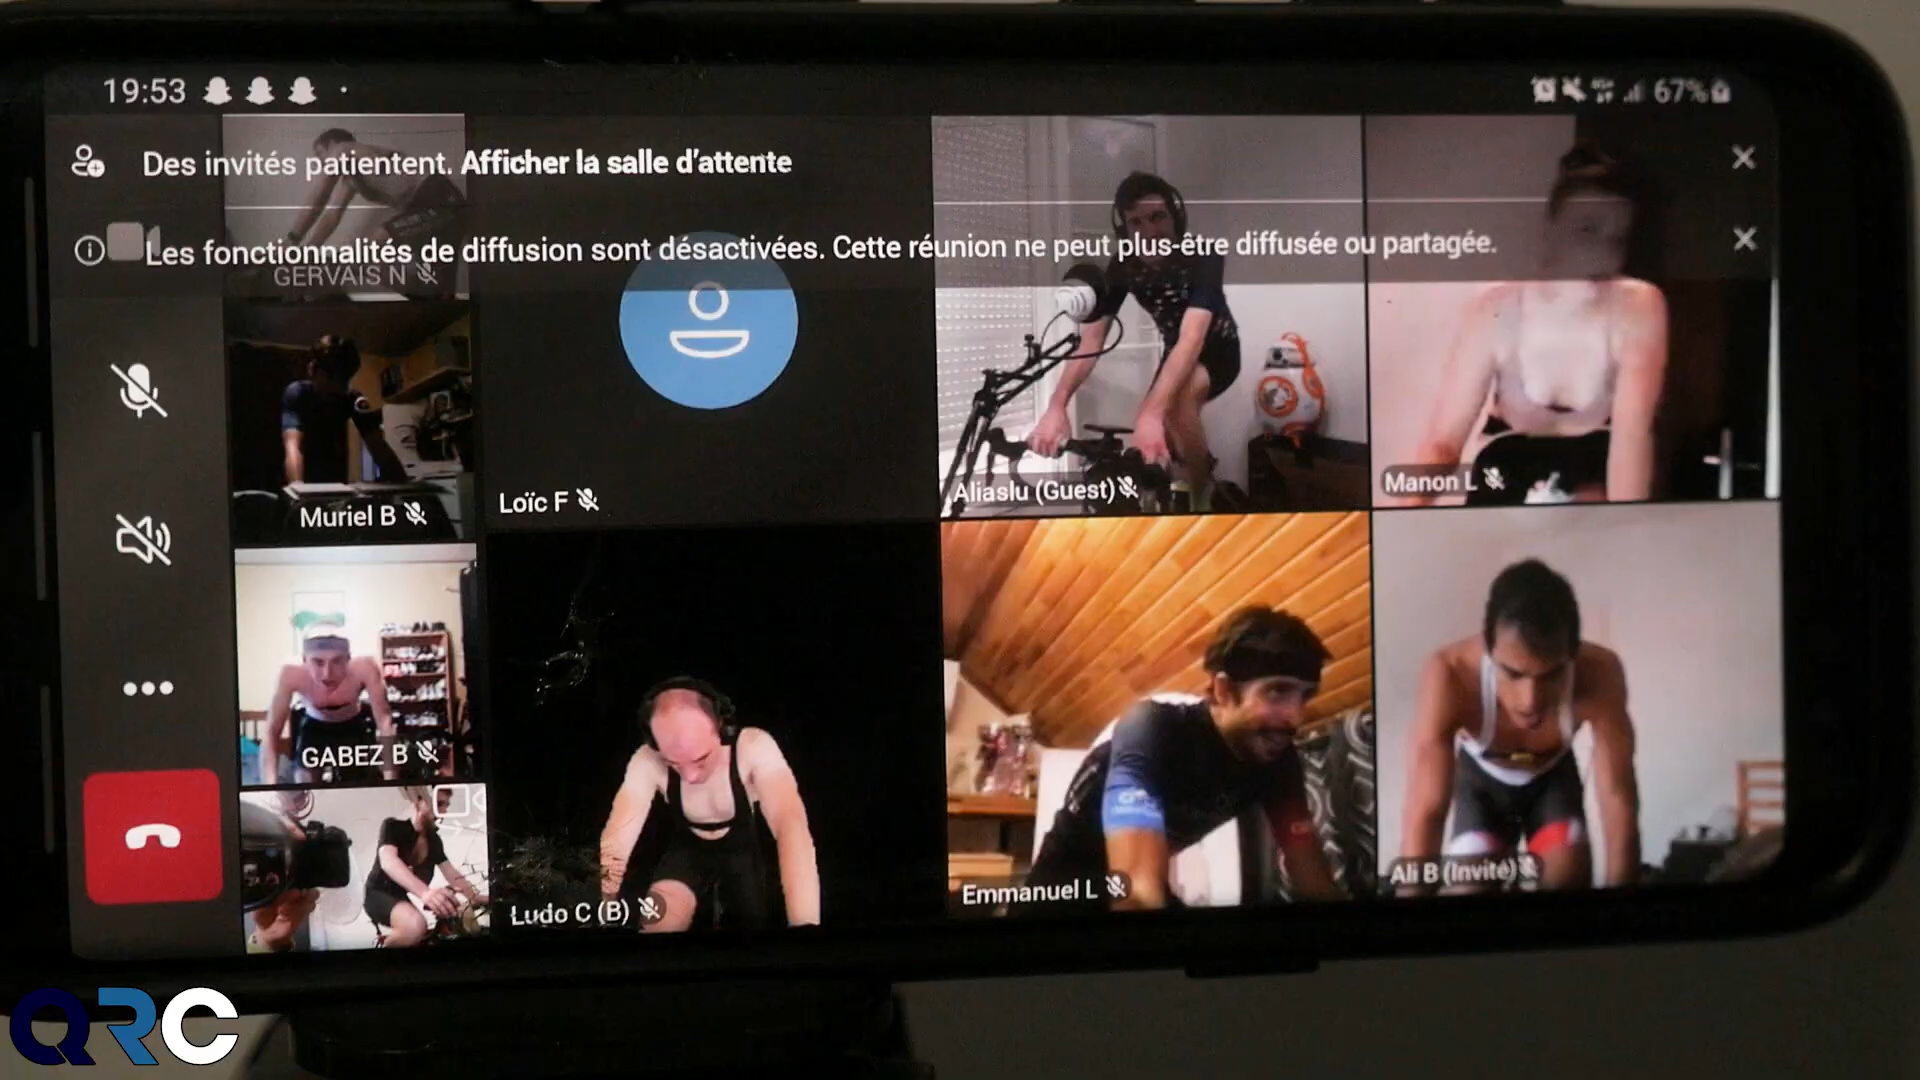 19:53
67%
Des invités patientent. Afficher la salle d'attente
Les fonctionnalités de diffusion sont désactivées. Cette réunion ne peut plus-être diffusée ou partagée.
GERVAIS N
Muriel B
Loïc F
Aliaslu (Guest)
Manon L
GABEZ B
Ludo C (B)
Emmanuel L
Ali B (Invité)
QRC